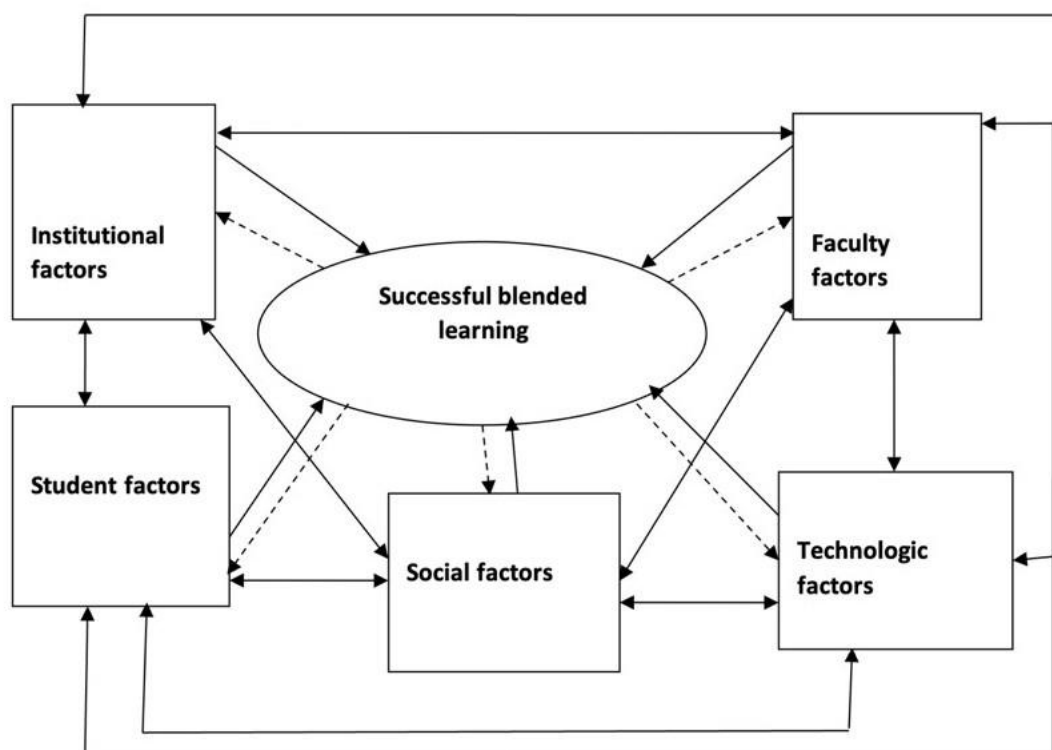 Institutional
factors
Faculty
factors
Successful blended
learning
Student factors
Social factors
Technologic
factors